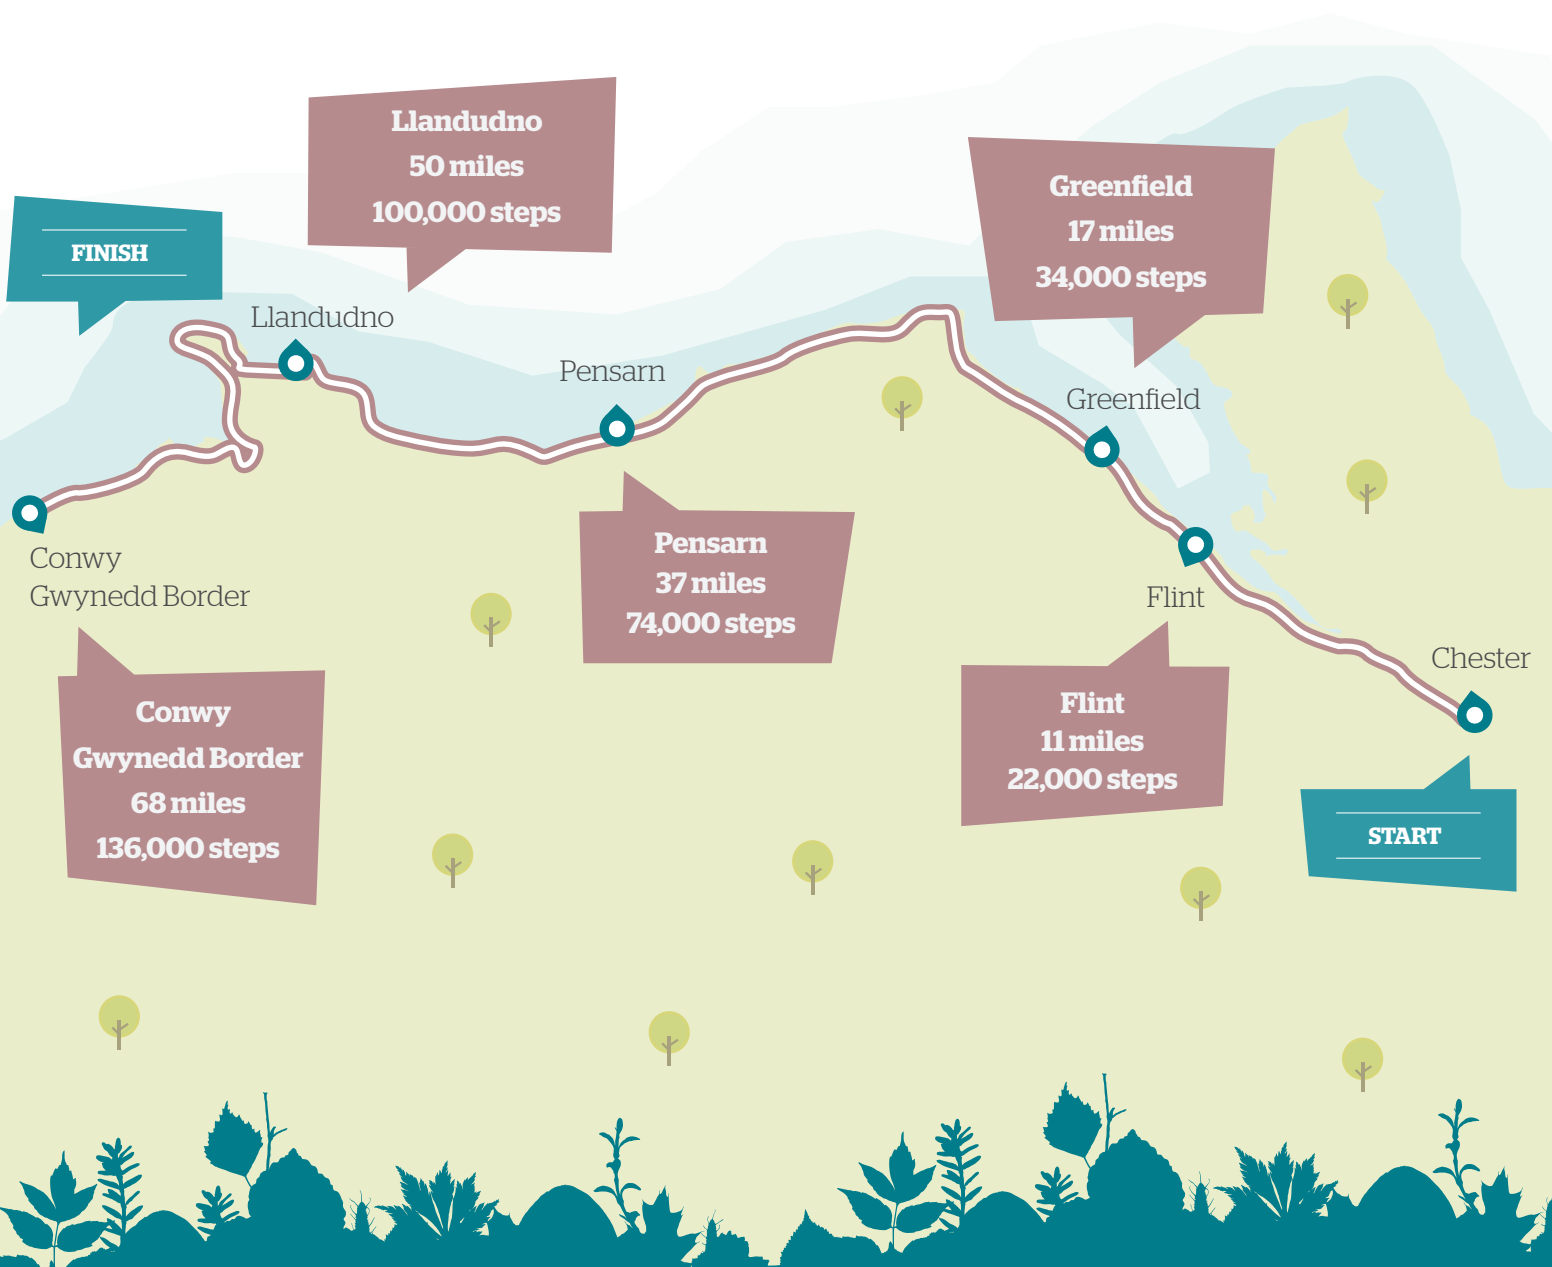 Llandudno
50 miles
100,000 steps
Greenfield
17 miles
34,000 steps
FINISH
Llandudno
Pensarn
Greenfield
Conwy
Gwynedd Border
Pensarn
37 miles
74,000 steps
Flint
Chester
Conwy
Gwynedd Border
68 miles
136,000 steps
Flint
11 miles
22,000 steps
START